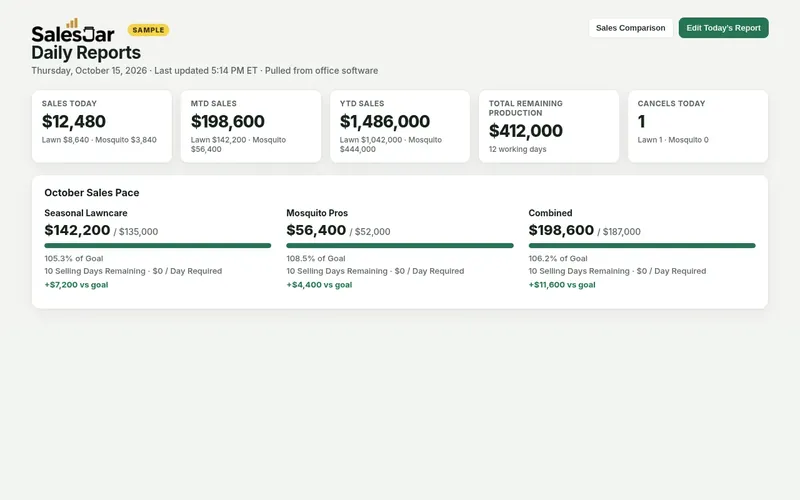 SalesJar SAMPLE
Daily Reports
Thursday, October 15, 2026 · Last updated 5:14 PM ET · Pulled from office software
Sales Comparison
Edit Today's Report
SALES TODAY
$12,480
Lawn $8,640 · Mosquito $3,840
MTD SALES
$198,600
Lawn $142,200 · Mosquito
$56,400
YTD SALES
$1,486,000
Lawn $1,042,000 · Mosquito
$444,000
TOTAL REMAINING
PRODUCTION
$412,000
12 working days
CANCELS TODAY
1
Lawn 1 · Mosquito 0
October Sales Pace
Seasonal Lawncare
$142,200 / $135,000
105.3% of Goal
10 Selling Days Remaining · $0 / Day Required
+$7,200 vs goal
Mosquito Pros
$56,400 / $52,000
108.5% of Goal
10 Selling Days Remaining · $0 / Day Required
+$4,400 vs goal
Combined
$198,600 / $187,000
106.2% of Goal
10 Selling Days Remaining · $0 / Day Required
+$11,600 vs goal